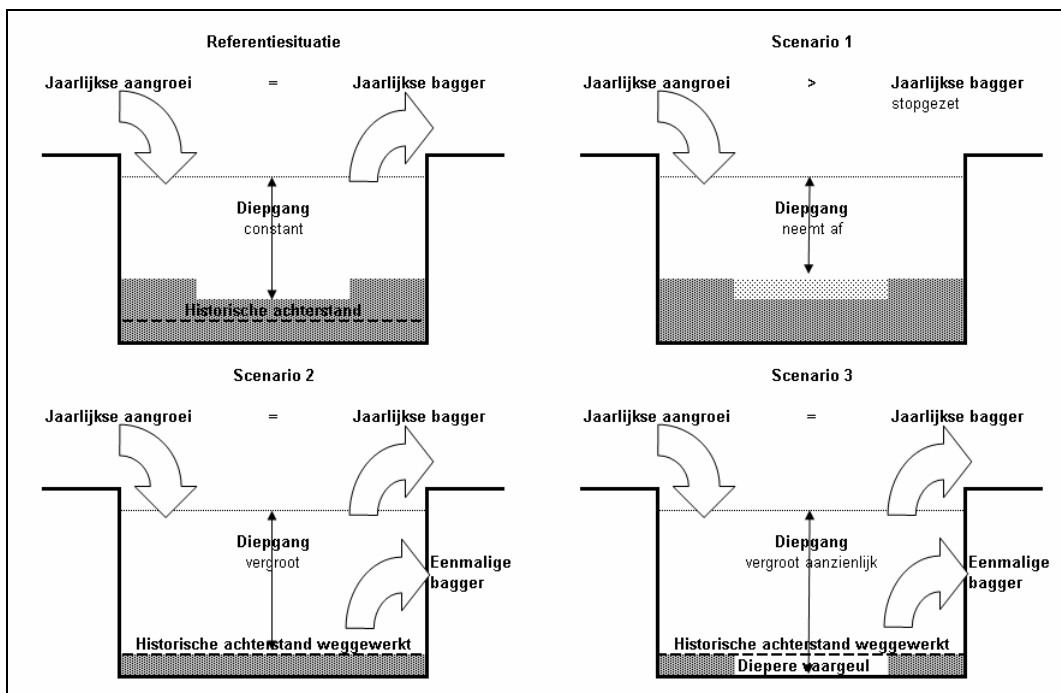 Referentiesituatie
Jaarlijkse aangroei = Jaarlijkse bagger
Diepgang
constant
Historische achterstand
Scenario 1
Jaarlijkse aangroei > Jaarlijkse bagger
stopgezet
Diepgang
neemt af
Scenario 2
Jaarlijkse aangroei = Jaarlijkse bagger
Diepgang
vergroot
Eenmalige
bagger
Historische achterstand weggewerkt
Scenario 3
Jaarlijkse aangroei = Jaarlijkse bagger
Diepgang
vergroot aanzienlijk
Eenmalige
bagger
Historische achterstand weggewerkt
Diepere vaargeul